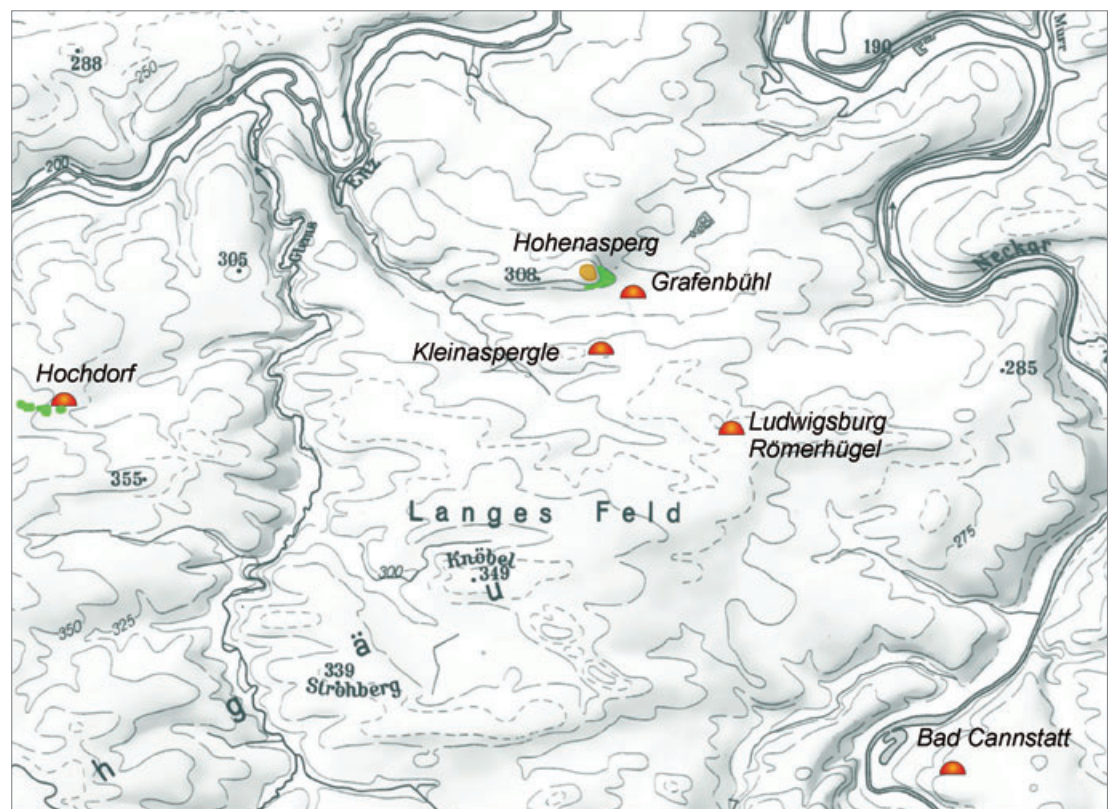 288
250
190
Murr
200
Enz
Glems
305
Hohenasperg
308
Grafenbühl
Neckar
Kleinaspergle
285
Hochdorf
Ludwigsburg
Römerhügel
355
Langes Feld
Knöbel
300
349
275
u
350
325
ä
339
Ströhberg
g
h
Bad Cannstatt